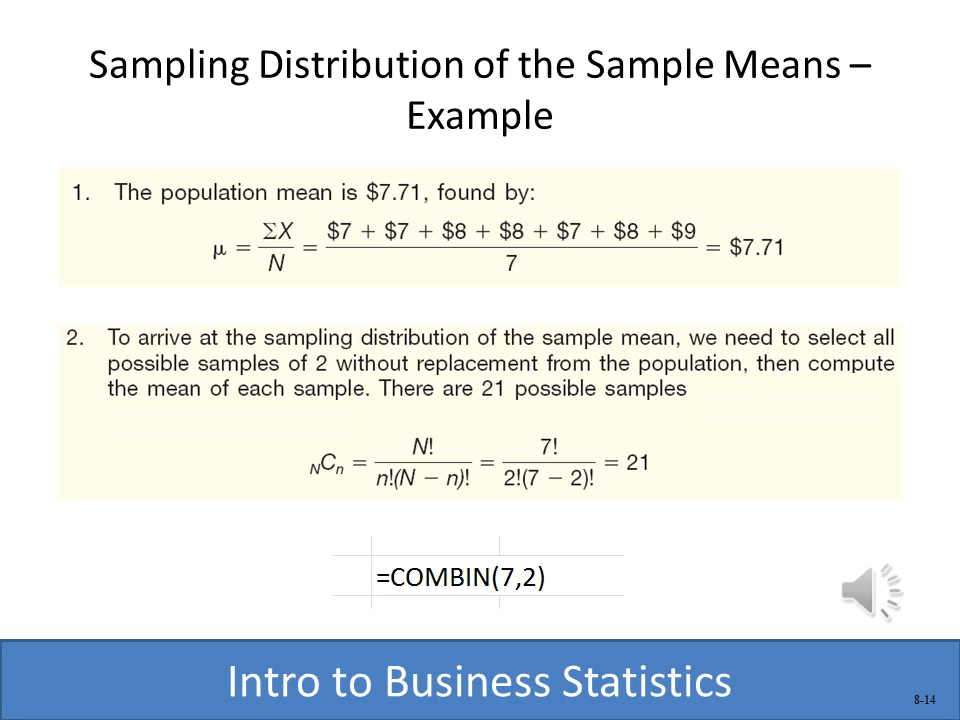 Sampling Distribution of the Sample Means –
Example
1. The population mean is $7.71, found by:
μ = ΣX / N = $7 + $7 + $8 + $8 + $7 + $8 + $9 / 7 = $7.71
2. To arrive at the sampling distribution of the sample mean, we need to select all
possible samples of 2 without replacement from the population, then compute
the mean of each sample. There are 21 possible samples
NCn = N! / n!(N − n)! = 7! / 2!(7 − 2)! = 21
=COMBIN(7,2)
Intro to Business Statistics
8-14